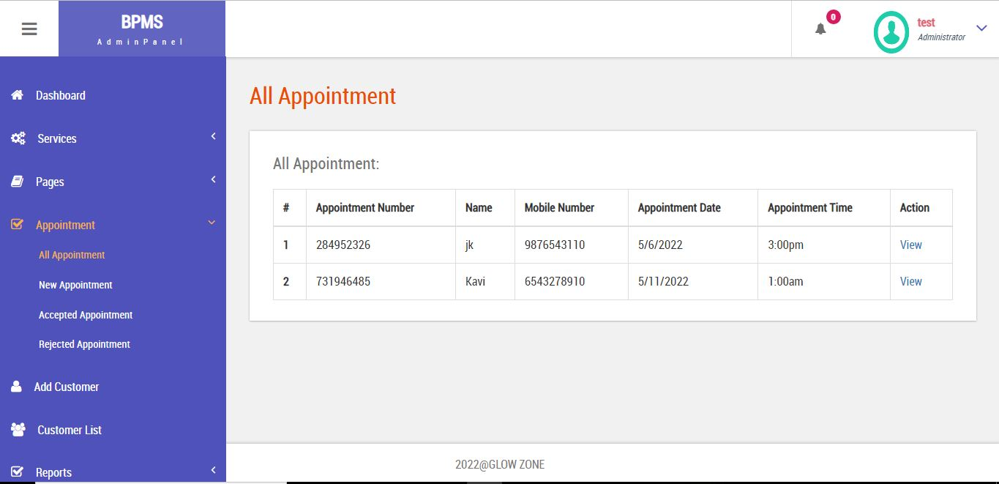 BPMS
AdminPanel
0
test
Administrator
Dashboard
Services
Pages
Appointment
All Appointment
New Appointment
Accepted Appointment
Rejected Appointment
Add Customer
Customer List
Reports
All Appointment
All Appointment:
# Appointment Number Name Mobile Number Appointment Date Appointment Time Action
1 284952326 jk 9876543110 5/6/2022 3:00pm View
2 731946485 Kavi 6543278910 5/11/2022 1:00am View
2022@GLOW ZONE